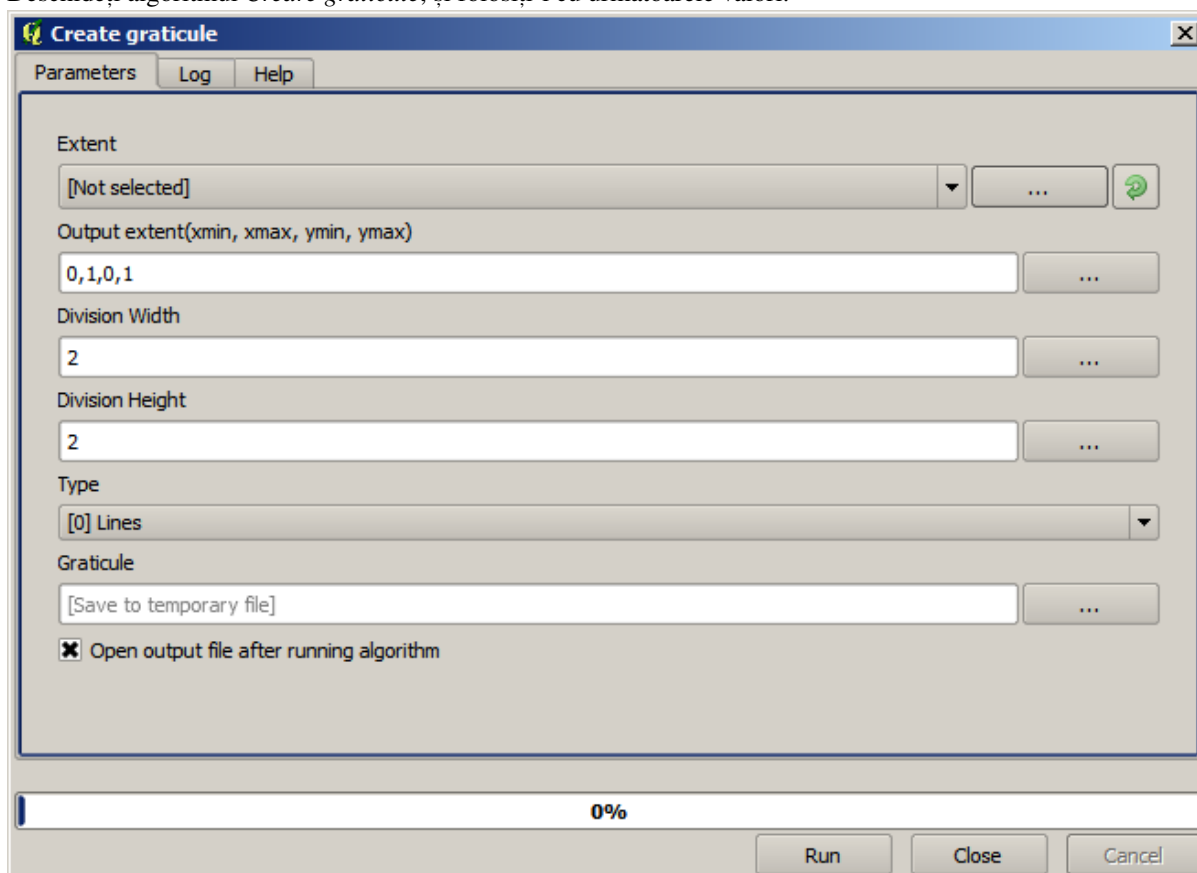 Create graticule
Parameters Log Help
Extent
[Not selected] ...
Output extent(xmin, xmax, ymin, ymax)
0,1,0,1 ...
Division Width
2 ...
Division Height
2 ...
Type
[0] Lines
Graticule
[Save to temporary file] ...
Open output file after running algorithm
0%
Run Close Cancel